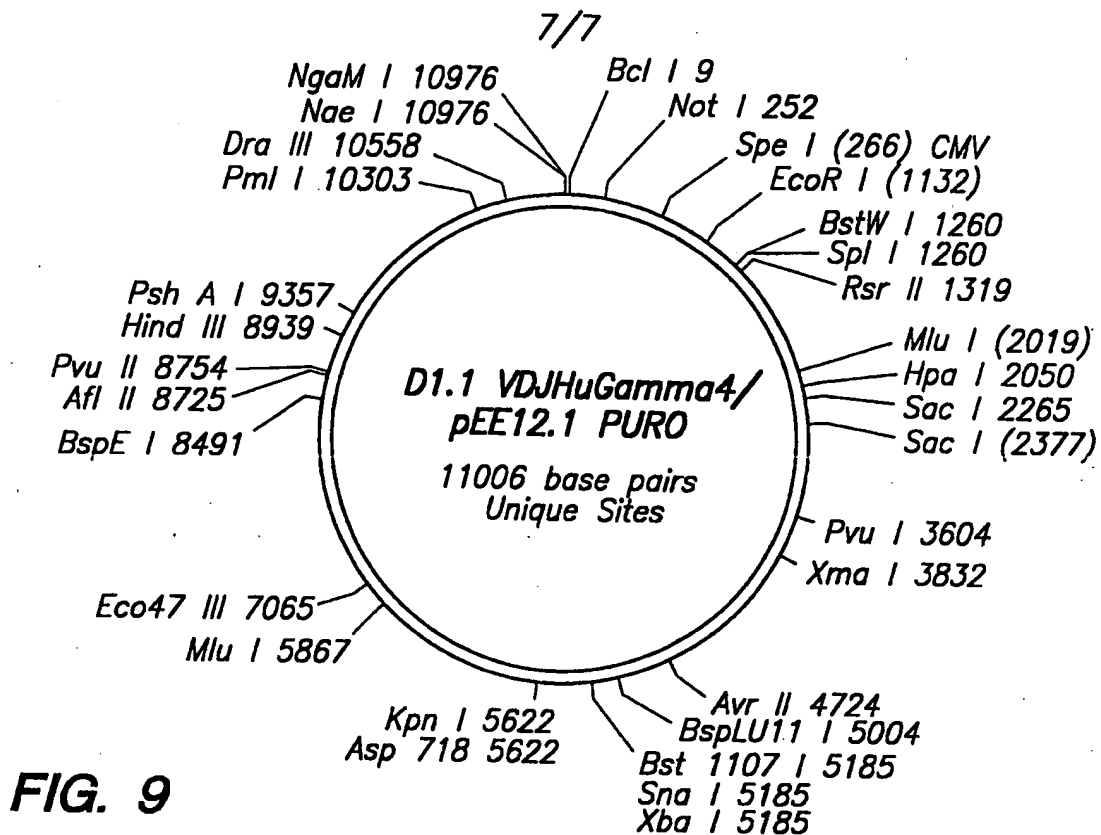 7/7
NgaM I 10976
Nae I 10976
Dra III 10558
Pml I 10303
Bcl I 9
Not I 252
Spe I (266) CMV
EcoR I (1132)
BstW I 1260
Spl I 1260
Rsr II 1319
Mlu I (2019)
Hpa I 2050
Sac I 2265
Sac I (2377)
Pvu I 3604
Xma I 3832
Avr II 4724
BspLU11 I 5004
Bst 1107 I 5185
Sna I 5185
Xba I 5185
Kpn I 5622
Asp 718 5622
Mlu I 5867
Eco47 III 7065
BspE I 8491
Afl II 8725
Pvu II 8754
Hind III 8939
Psh A I 9357
D1.1 VDJHuGamma4/
pEE12.1 PURO
11006 base pairs
Unique Sites
FIG. 9